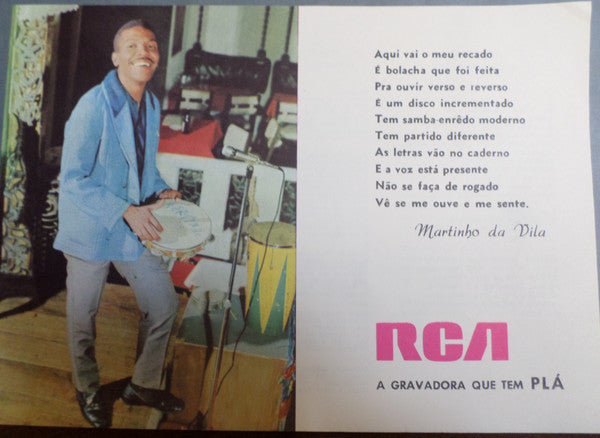 Aqui vai o meu recado
É bolacha que foi feita
Pra ouvir verso e reverso
É um disco incrementado
Tem samba-enrêdo moderno
Tem partido diferente
As letras vão no caderno
E a voz está presente
Não se faça de rogado
Vê se me ouve e me sente.
Martinho da Vila
RCA
A GRAVADORA QUE TEM PLÁ